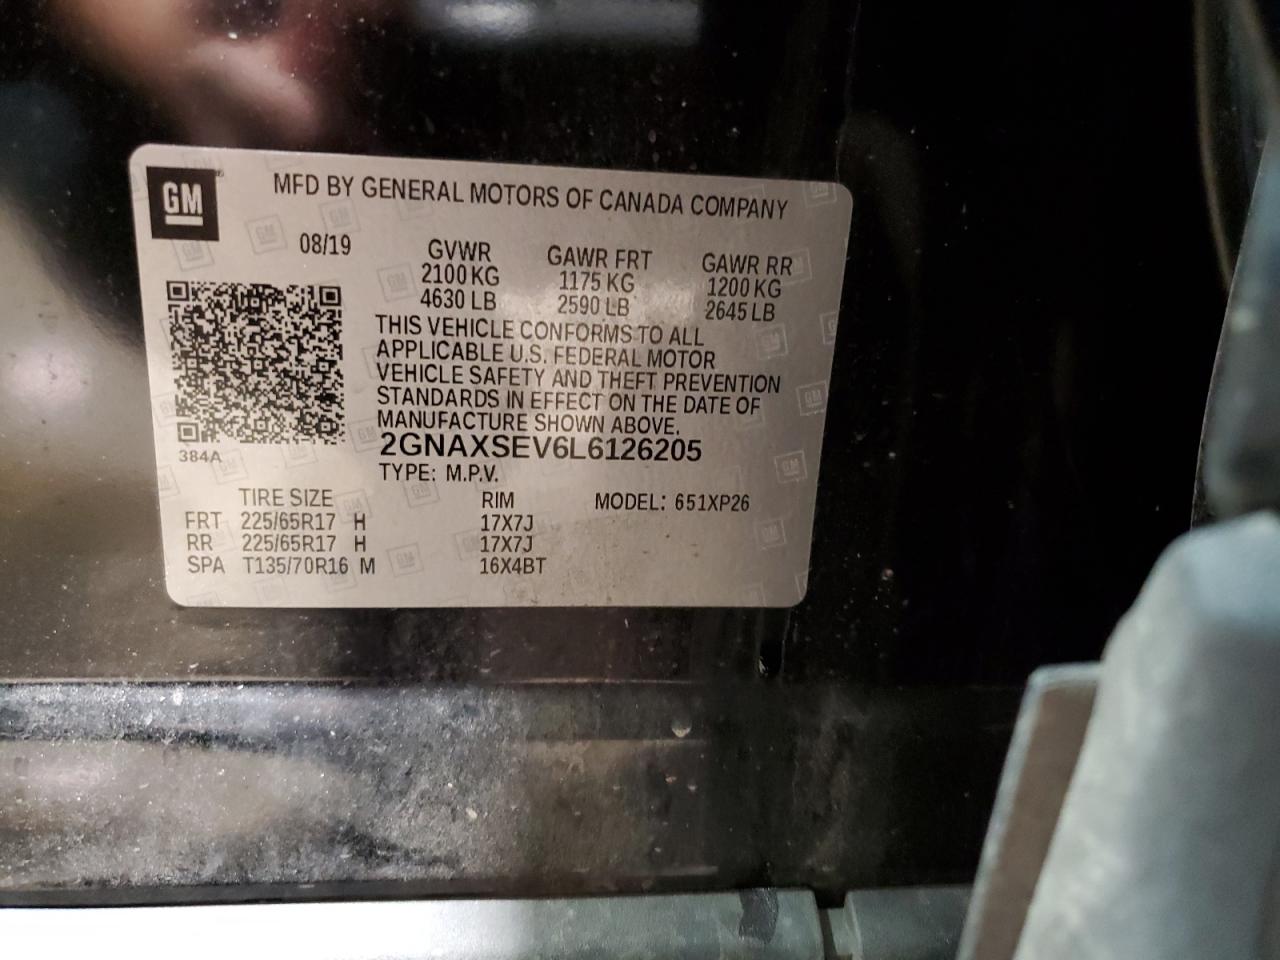 GM
MFD BY GENERAL MOTORS OF CANADA COMPANY
08/19 GVWR GAWR FRT GAWR RR
2100 KG 1175 KG 1200 KG
4630 LB 2590 LB 2645 LB
THIS VEHICLE CONFORMS TO ALL
APPLICABLE U.S. FEDERAL MOTOR
VEHICLE SAFETY AND THEFT PREVENTION
STANDARDS IN EFFECT ON THE DATE OF
MANUFACTURE SHOWN ABOVE.
2GNAXSEV6L6126205
384A
TYPE: M.P.V.
TIRE SIZE RIM MODEL: 651XP26
FRT 225/65R17 H 17X7J
RR 225/65R17 H 17X7J
SPA T135/70R16 M 16X4BT